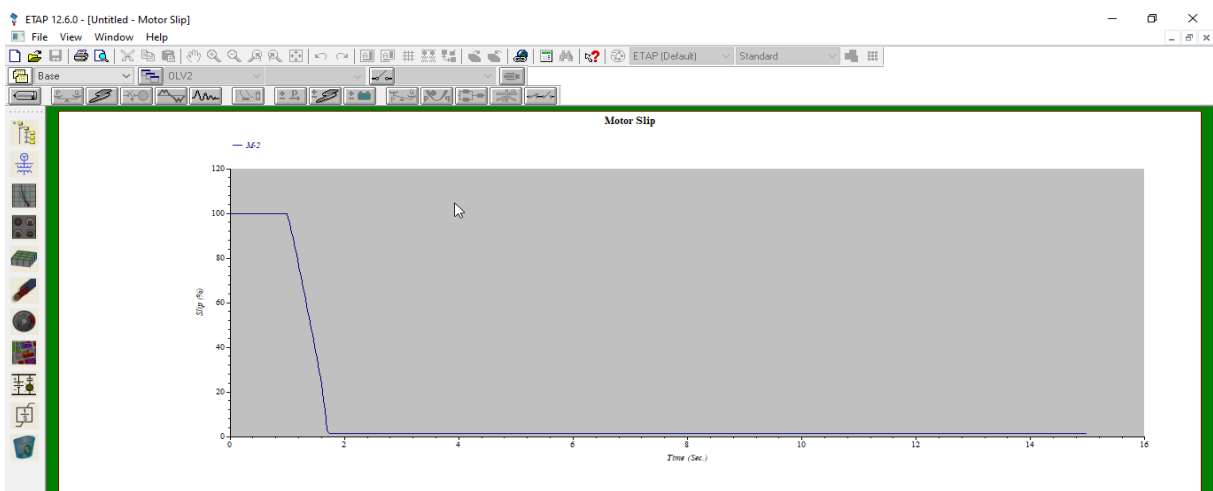 ETAP 12.6.0 - [Untitled - Motor Slip]
File View Window Help
ETAP (Default) Standard
Base OLV2
Motor Slip
M-2
120
100
80
60
40
20
0
Slip (%)
0 2 4 6 8 10 12 14 16
Time (Sec.)